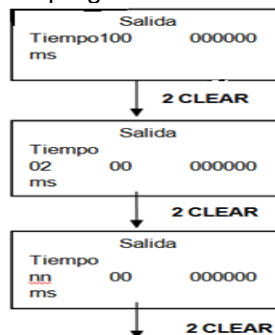 Salida
Tiempo100 000000
ms
2 CLEAR
Salida
Tiempo
02 00 000000
ms
2 CLEAR
Salida
Tiempo
nn 00 000000
ms
2 CLEAR